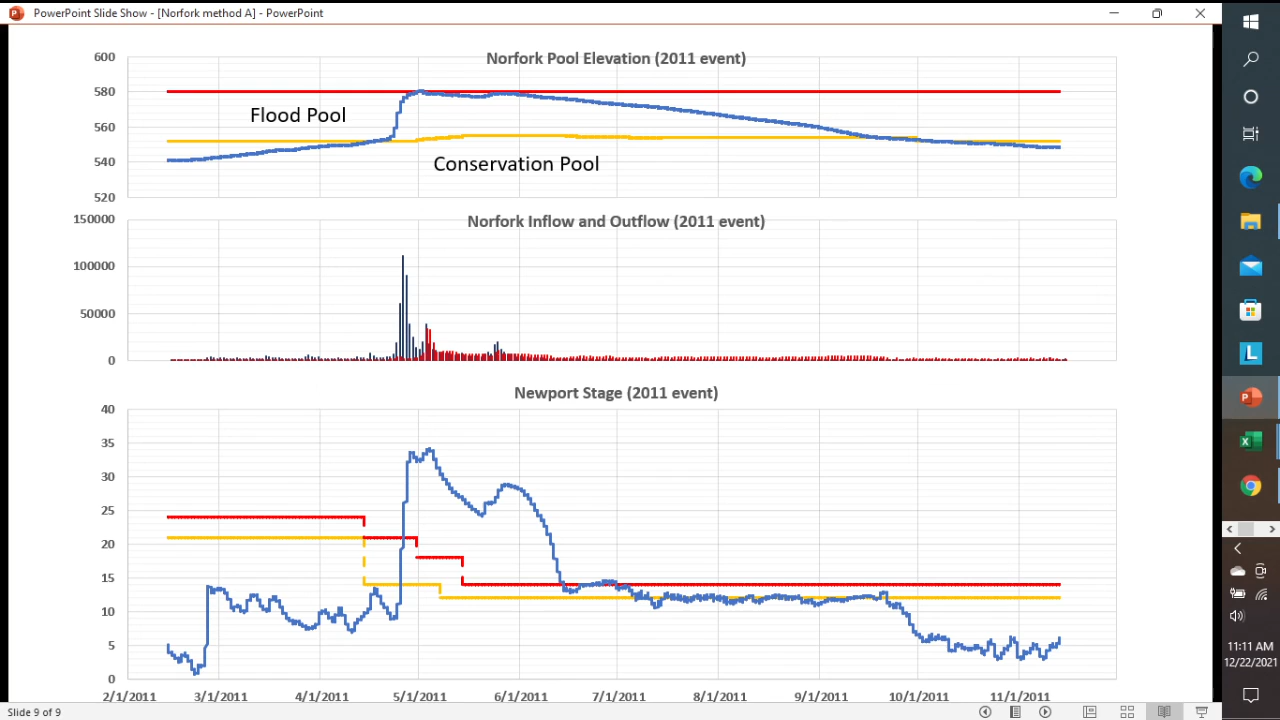 PowerPoint Slide Show - [Norfork method A] - PowerPoint
Norfork Pool Elevation (2011 event)
600
580
560
540
520
Flood Pool
Conservation Pool
Norfork Inflow and Outflow (2011 event)
150000
100000
50000
0
Newport Stage (2011 event)
40
35
30
25
20
15
10
5
0
2/1/2011 3/1/2011 4/1/2011 5/1/2011 6/1/2011 7/1/2011 8/1/2011 9/1/2011 10/1/2011 11/1/2011
Slide 9 of 9
L
11:11 AM
12/22/2021